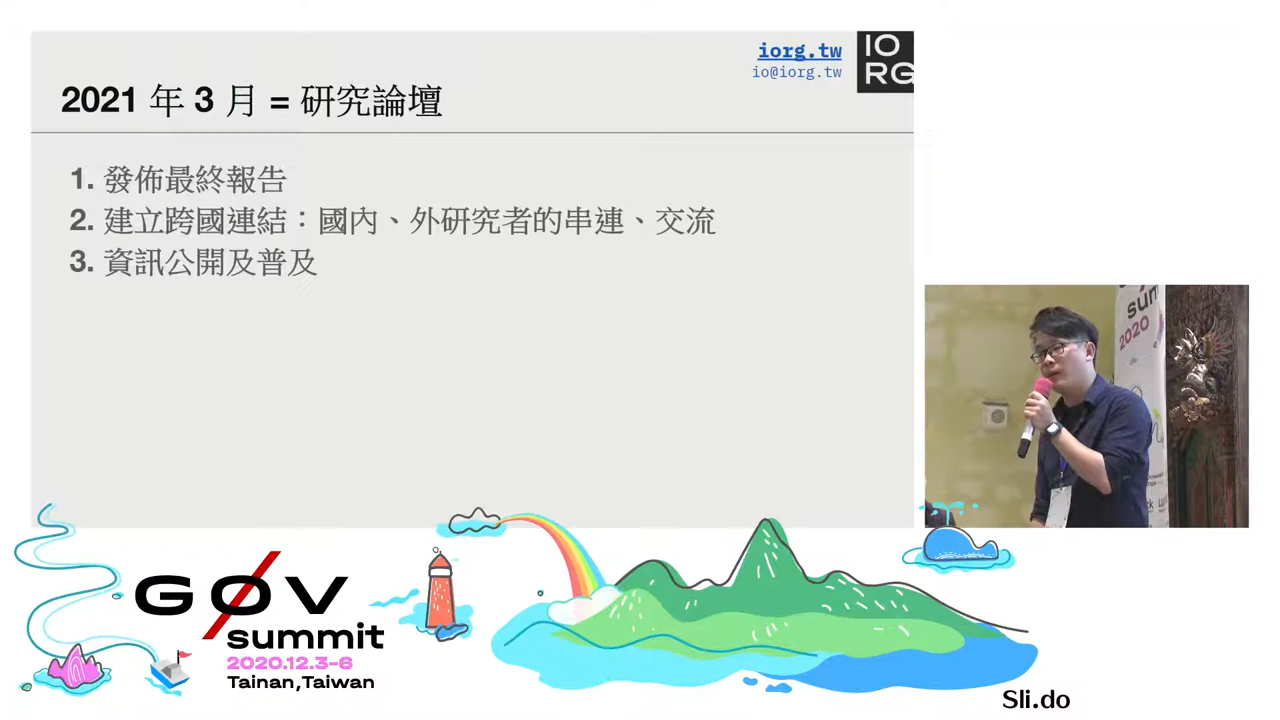 iorg.tw
io@iorg.tw
IO
RG
2021 年 3 月 = 研究論壇
1. 發佈最終報告
2. 建立跨國連結：國內、外研究者的串連、交流
3. 資訊公開及普及
sum
2020
GØV
summit
2020.12.3-6
Tainan,Taiwan
Sli.do